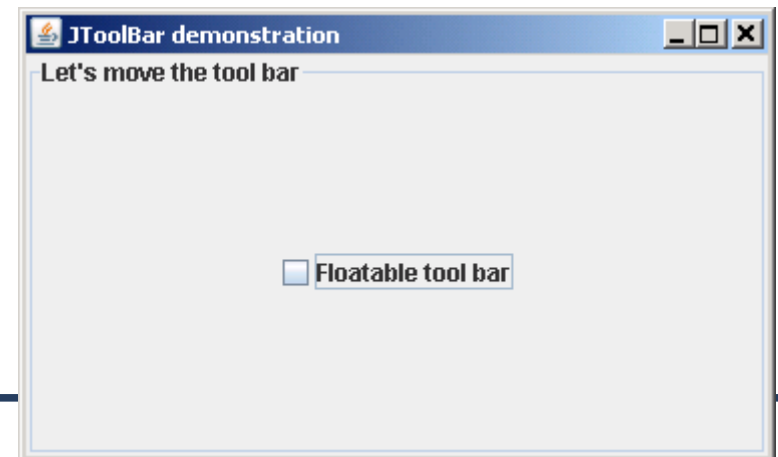 JToolBar demonstration
Let's move the tool bar
Floatable tool bar